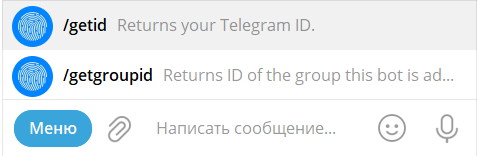 /getid Returns your Telegram ID.
/getgroupid Returns ID of the group this bot is ad...
Меню Написать сообщение...